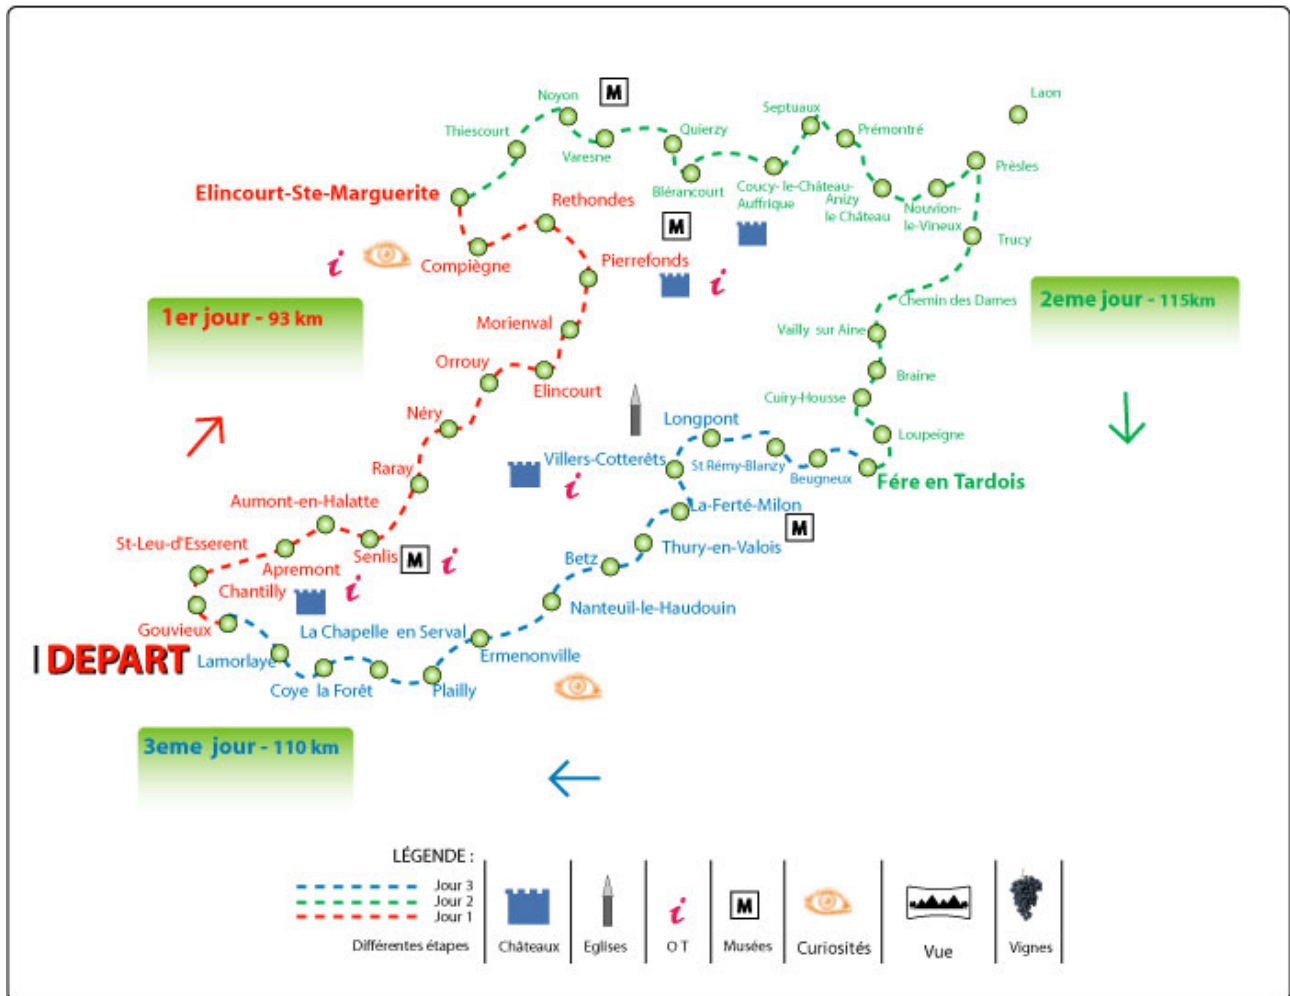 Noyon
M
Laon
Septuaux
Thiescourt
Quierzy
Prémontré
Varesne
Prèsles
Elincourt-Ste-Marguerite
Blérancourt
Coucy-le-Château-
Auffrique
Anizy
le Château
Nouvion-
le-Vineux
Rethondes
M
Trucy
i
Compiègne
Pierrefonds
i
Chemin des Dames
2eme jour - 115km
1er jour - 93 km
Morienval
Vailly sur Aine
Orrouy
Elincourt
Braine
Cuiry-Housse
Néry
Longpont
Loupeigne
Raray
Villers-Cotterêts
St Rémy-Blanzy
Beugneux
Fére en Tardois
i
Aumont-en-Halatte
La-Ferté-Milon
M
St-Leu-d'Esserent
Senlis
M
i
Thury-en-Valois
Apremont
Betz
Chantilly
i
Nanteuil-le-Haudouin
Gouvieux
La Chapelle en Serval
I DEPART
Lamorlaye
Ermenonville
Coye la Forêt
Plailly
3eme jour - 110 km
LÉGENDE :
Jour 3
Jour 2
Jour 1
i
M
Différentes étapes
Châteaux
Eglises
O T
Musées
Curiosités
Vue
Vignes